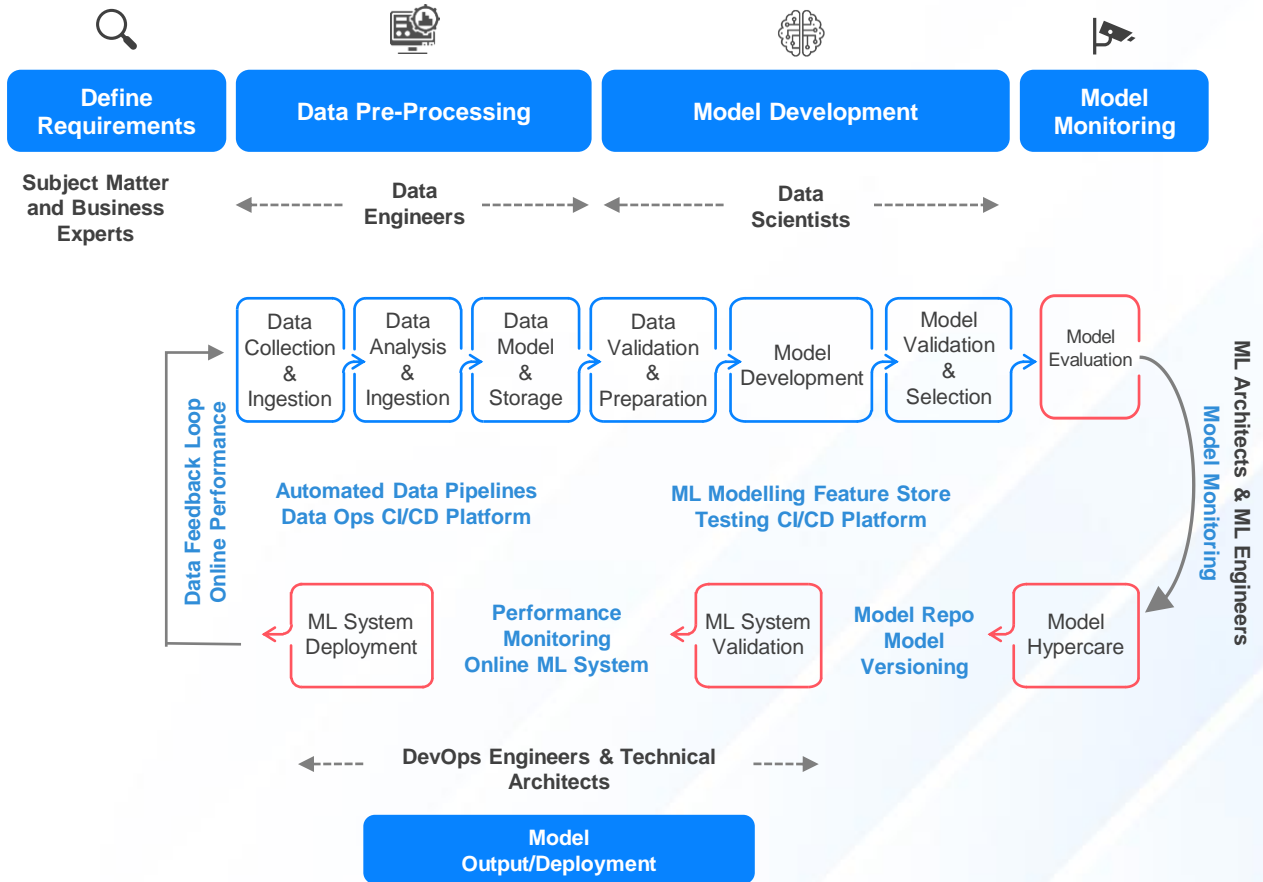 Define
Requirements
Data Pre-Processing
Model Development
Model
Monitoring
Subject Matter
and Business
Experts
Data
Engineers
Data
Scientists
Data
Collection
&
Ingestion
Data
Analysis
&
Ingestion
Data
Model
&
Storage
Data
Validation
&
Preparation
Model
Development
Model
Validation
&
Selection
Model
Evaluation
ML Architects & ML Engineers
Model Monitoring
Data Feedback Loop
Online Performance
Automated Data Pipelines
Data Ops CI/CD Platform
ML Modelling Feature Store
Testing CI/CD Platform
ML System
Deployment
Performance
Monitoring
Online ML System
ML System
Validation
Model Repo
Model
Versioning
Model
Hypercare
DevOps Engineers & Technical
Architects
Model
Output/Deployment